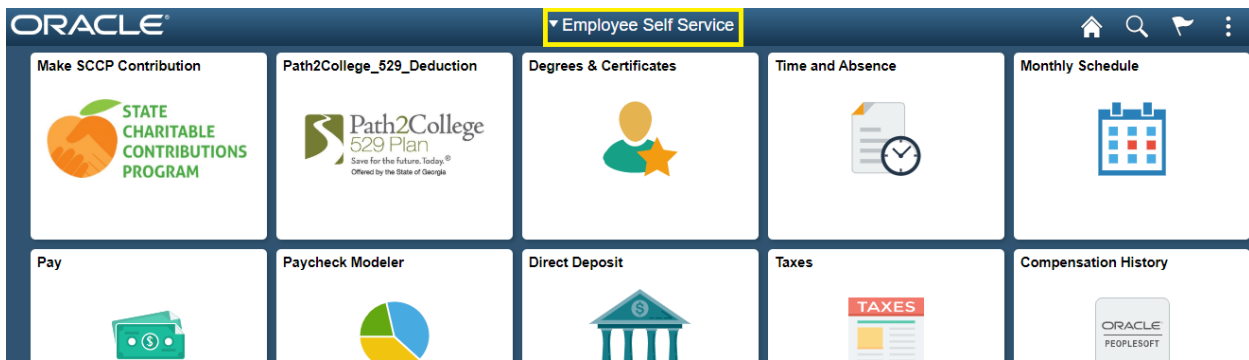 ORACLE®
Employee Self Service
Make SCCP Contribution
Path2College_529_Deduction
Degrees & Certificates
Time and Absence
Monthly Schedule
STATE
CHARITABLE
CONTRIBUTIONS
PROGRAM
Path2College
529 Plan
Save for the future. Today.®
Offered by the State of Georgia
Pay
Paycheck Modeler
Direct Deposit
Taxes
Compensation History
$
$
TAXES
ORACLE
PEOPLESOFT